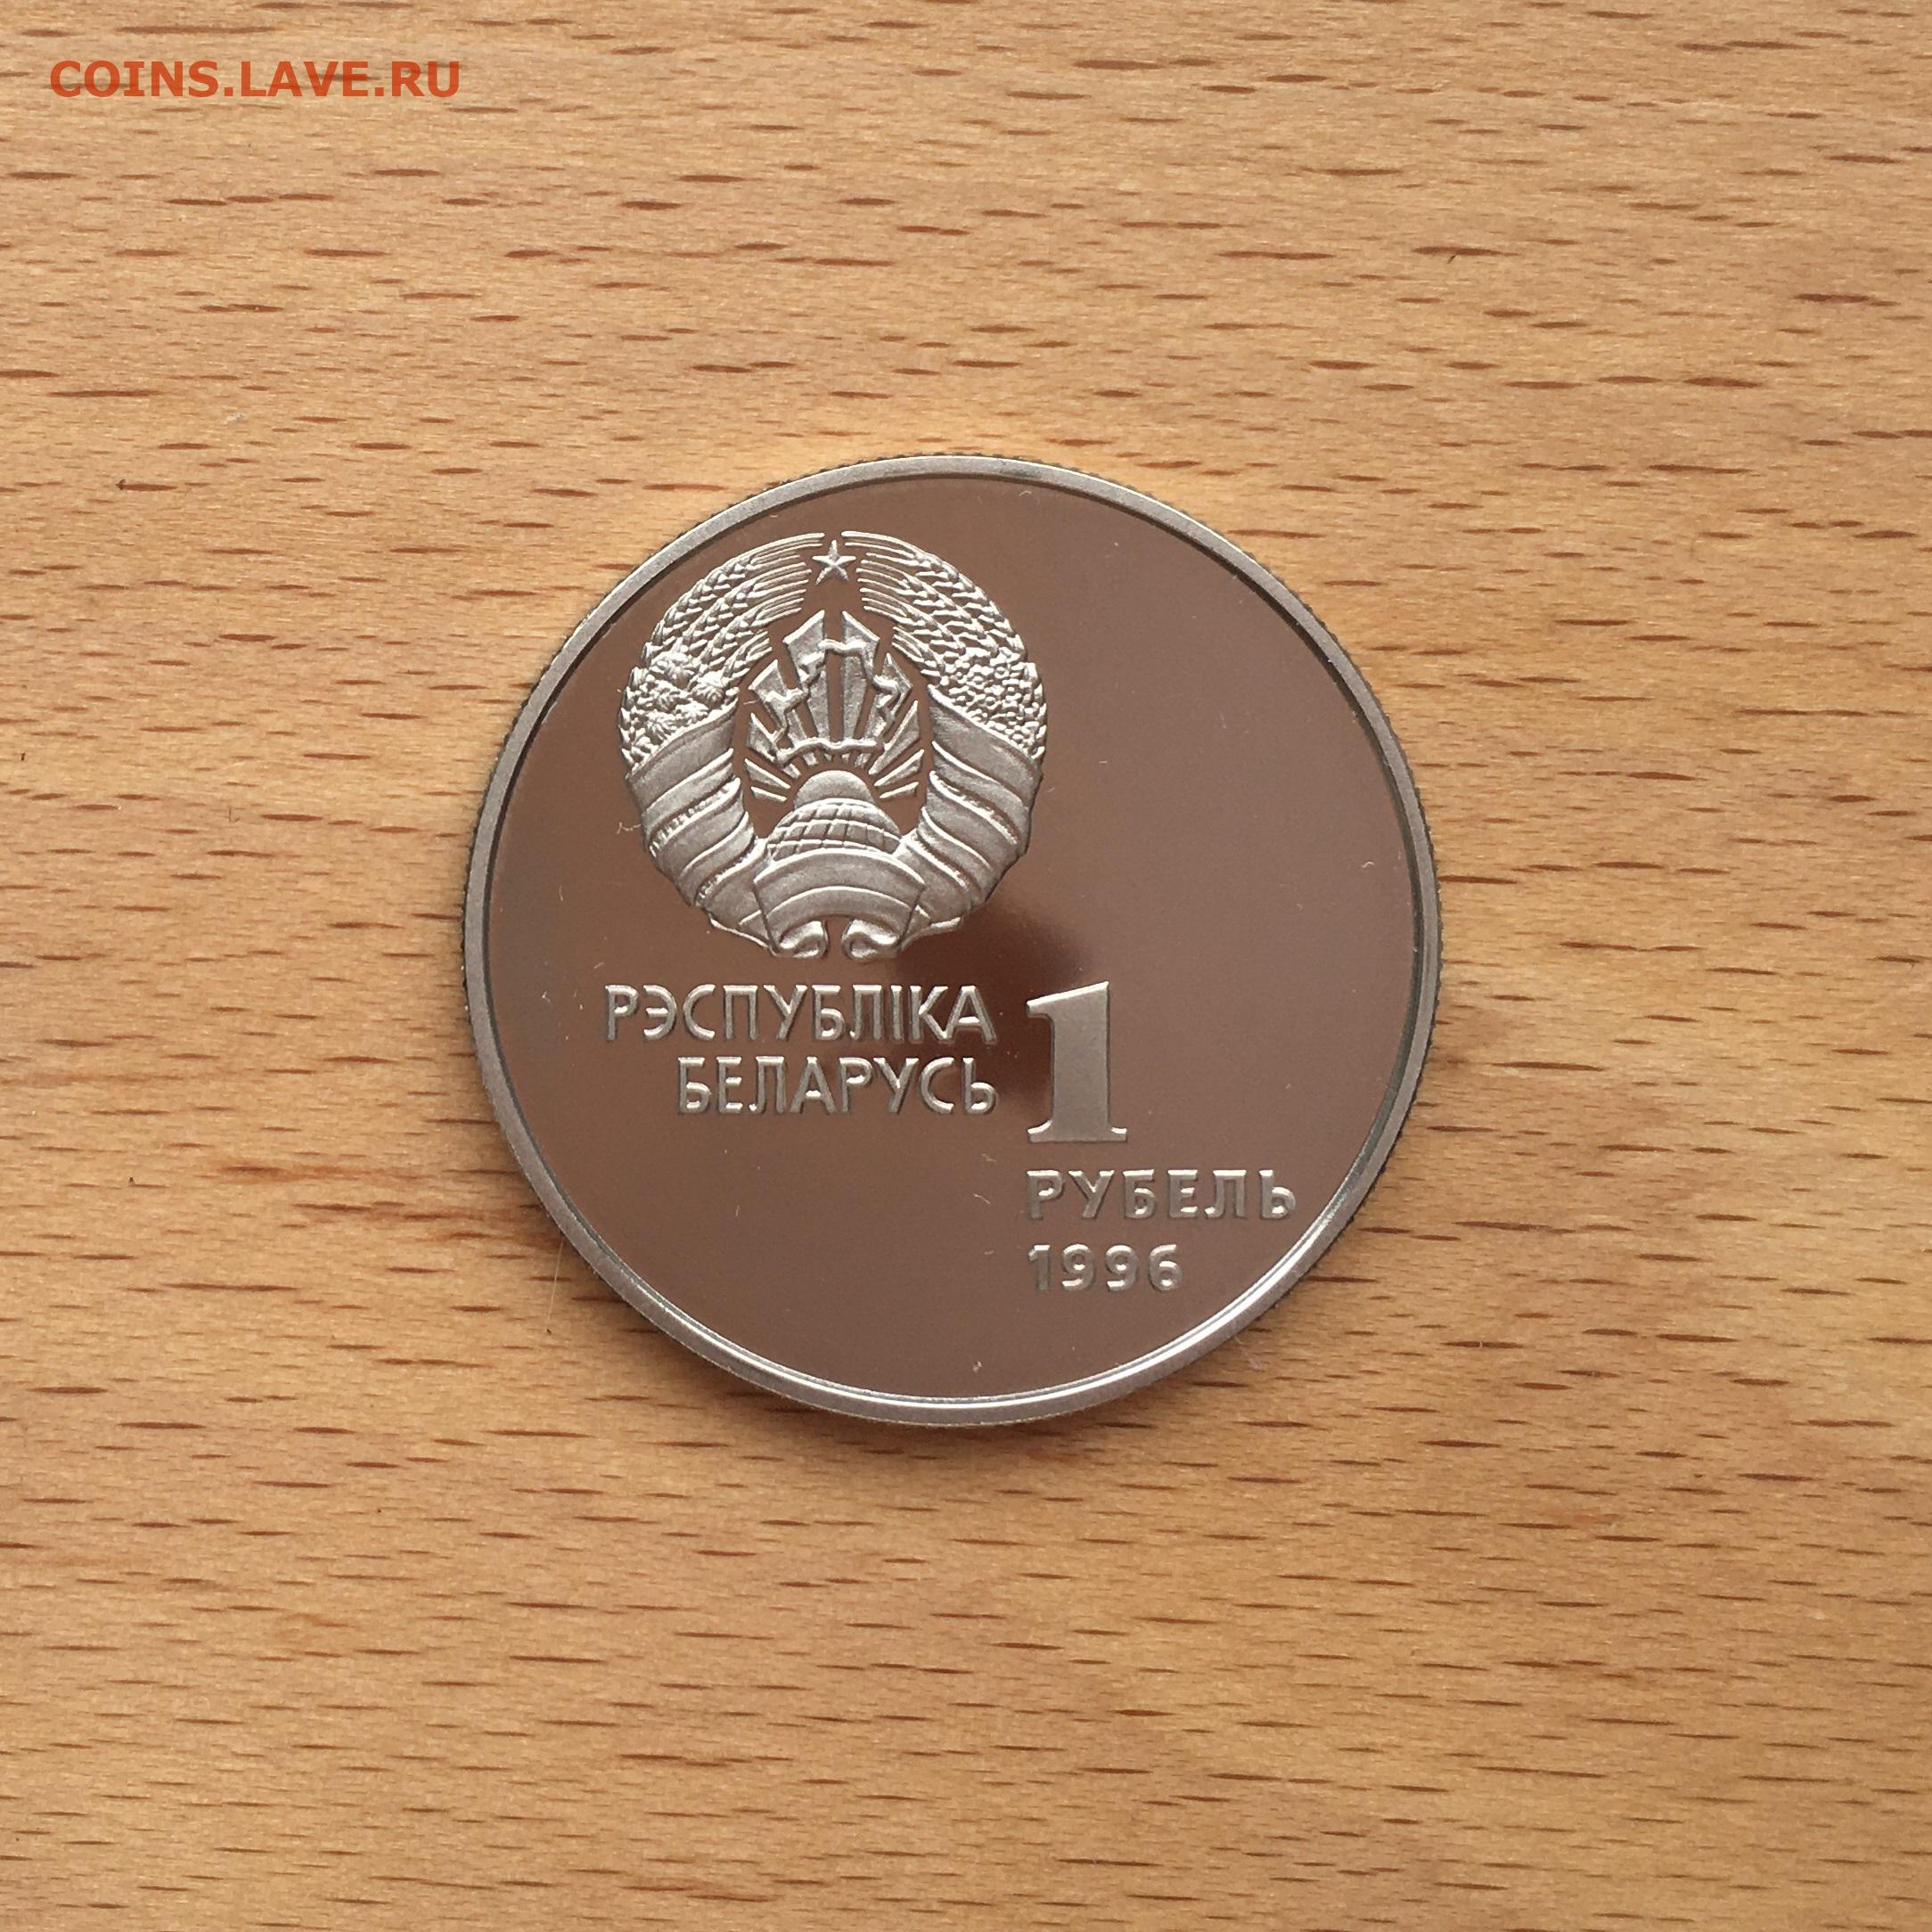 COINS.LAVE.RU
РЭСПУБЛІКА
БЕЛАРУСЬ
1
РУБЕЛЬ
1996